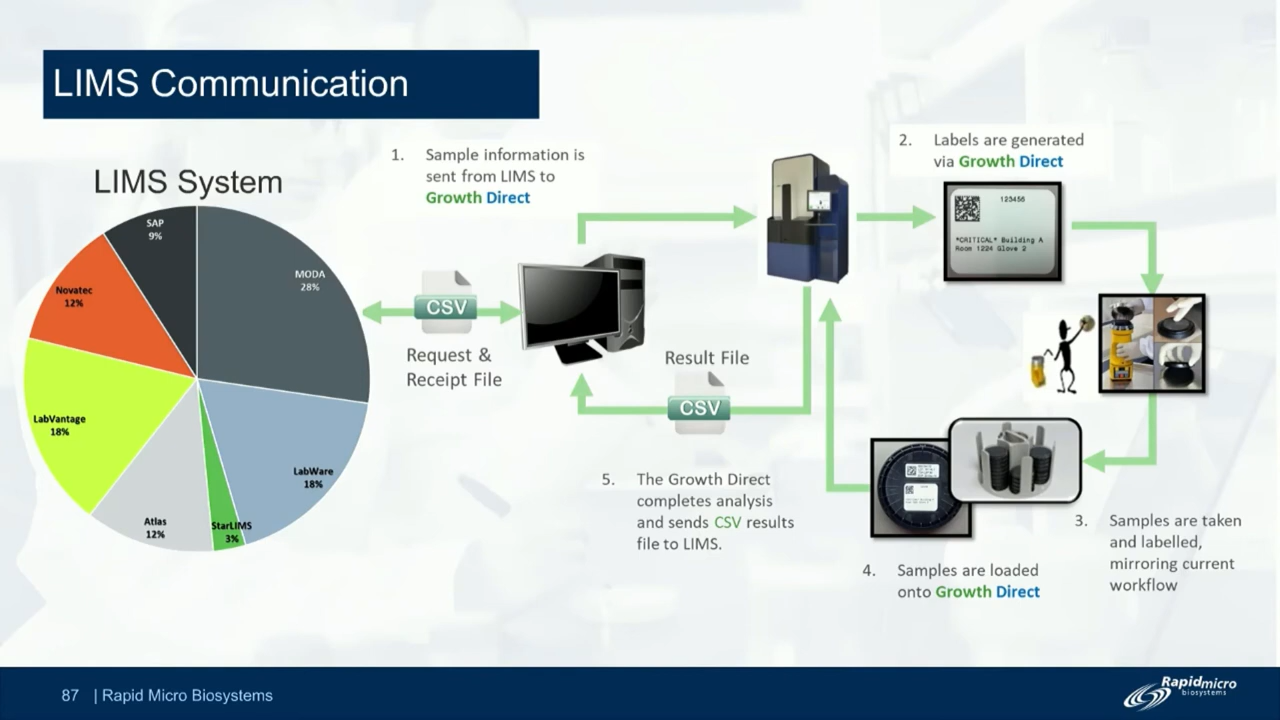 LIMS Communication
LIMS System
SAP
9%
MODA
28%
Novatec
12%
LabVantage
18%
LabWare
18%
Atlas
12%
StarLIMS
3%
1. Sample information is
sent from LIMS to
Growth Direct
CSV
Request &
Receipt File
Result File
CSV
2. Labels are generated
via Growth Direct
123456
*CRITICAL* Building A
Room 1224 Glove 2
3. Samples are taken
and labelled,
mirroring current
workflow
4. Samples are loaded
onto Growth Direct
5. The Growth Direct
completes analysis
and sends CSV results
file to LIMS.
87 | Rapid Micro Biosystems
Rapidmicro
biosystems